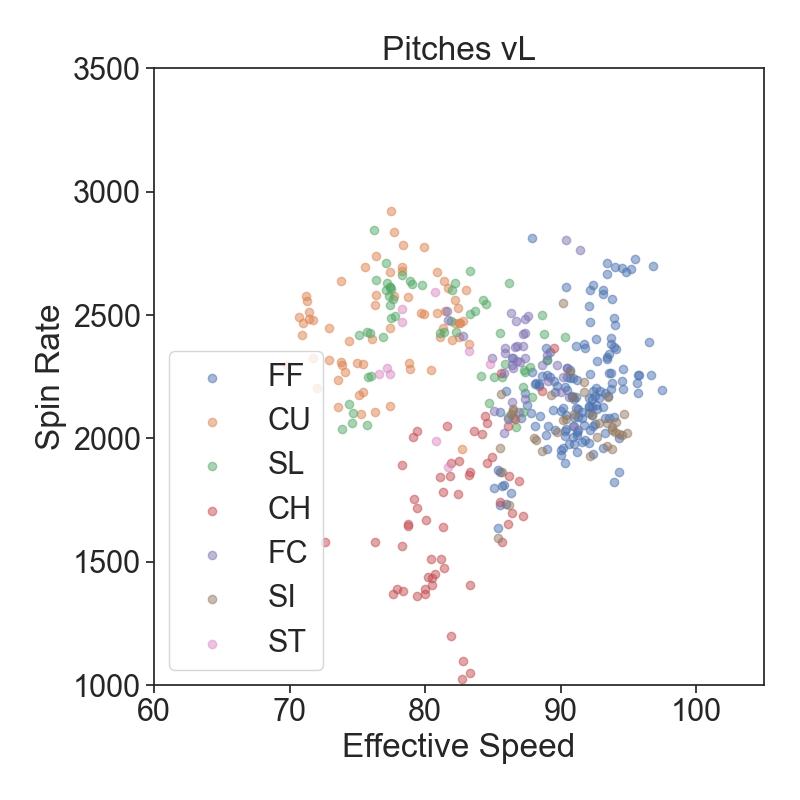 Pitches vL
3500
3000
2500
2000
1500
1000
Spin Rate
FF
CU
SL
CH
FC
SI
ST
60 70 80 90 100
Effective Speed